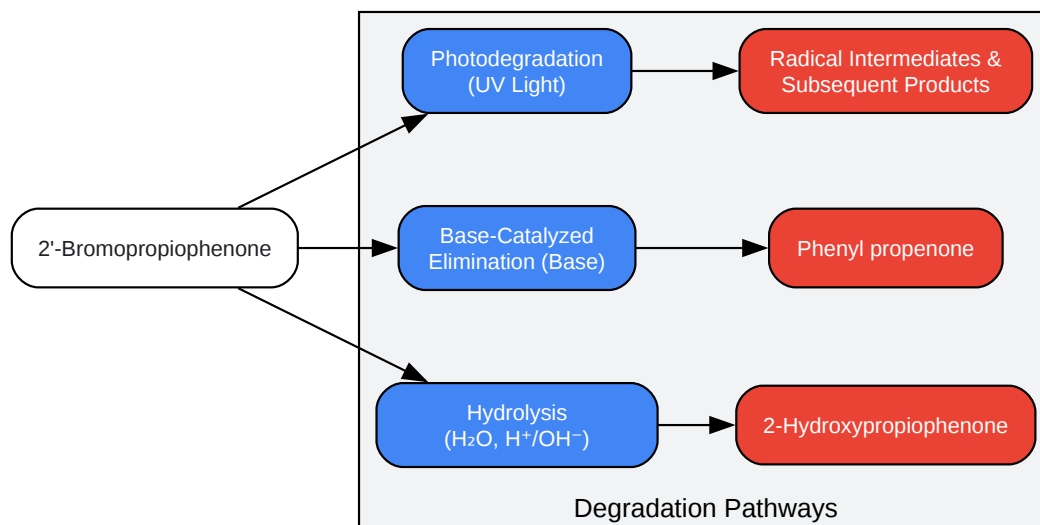 Photodegradation
(UV Light)
Radical Intermediates &
Subsequent Products
2'-Bromopropiophenone
Base-Catalyzed
Elimination (Base)
Phenyl propenone
Hydrolysis
(H₂O, H⁺/OH⁻)
2-Hydroxypropiophenone
Degradation Pathways